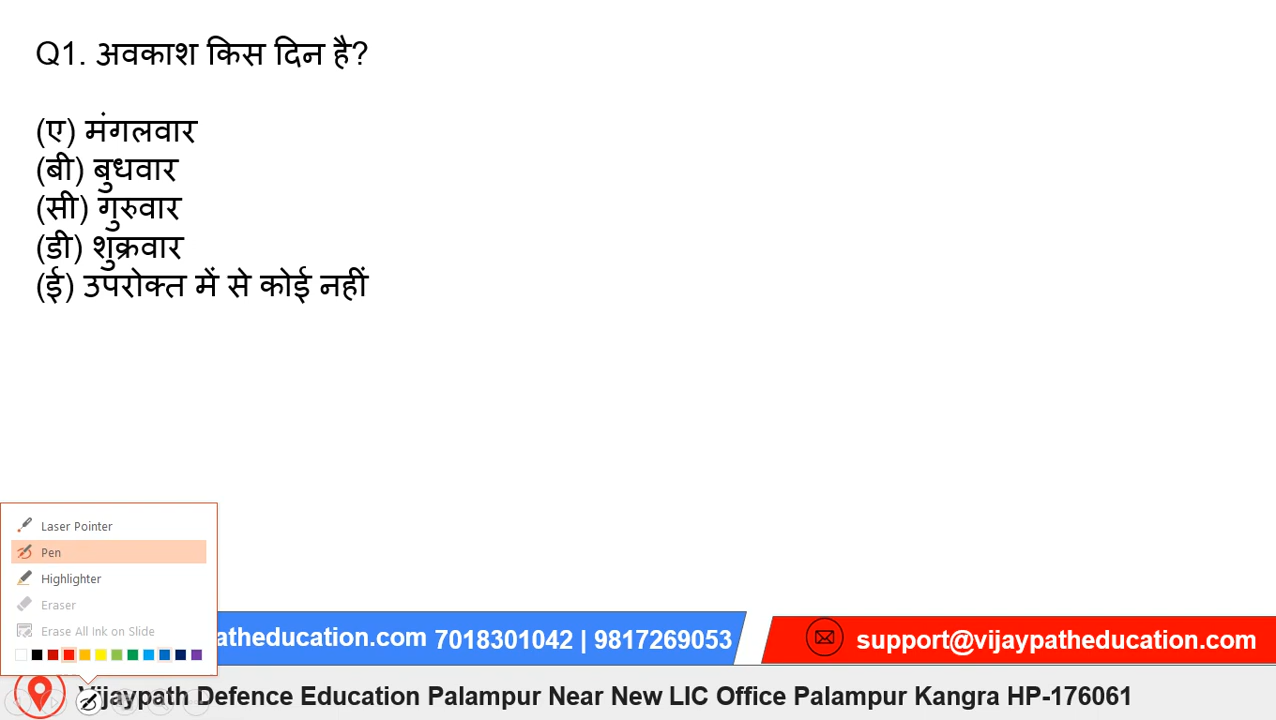 Q1. अवकाश किस दिन है?
(ए) मंगलवार
(बी) बुधवार
(सी) गुरुवार
(डी) शुक्रवार
(ई) उपरोक्त में से कोई नहीं
Laser Pointer
Pen
Highlighter
Eraser
Erase All Ink on Slide
atheducation.com 7018301042 | 9817269053
support@vijaypatheducation.com
Vijaypath Defence Education Palampur Near New LIC Office Palampur Kangra HP-176061